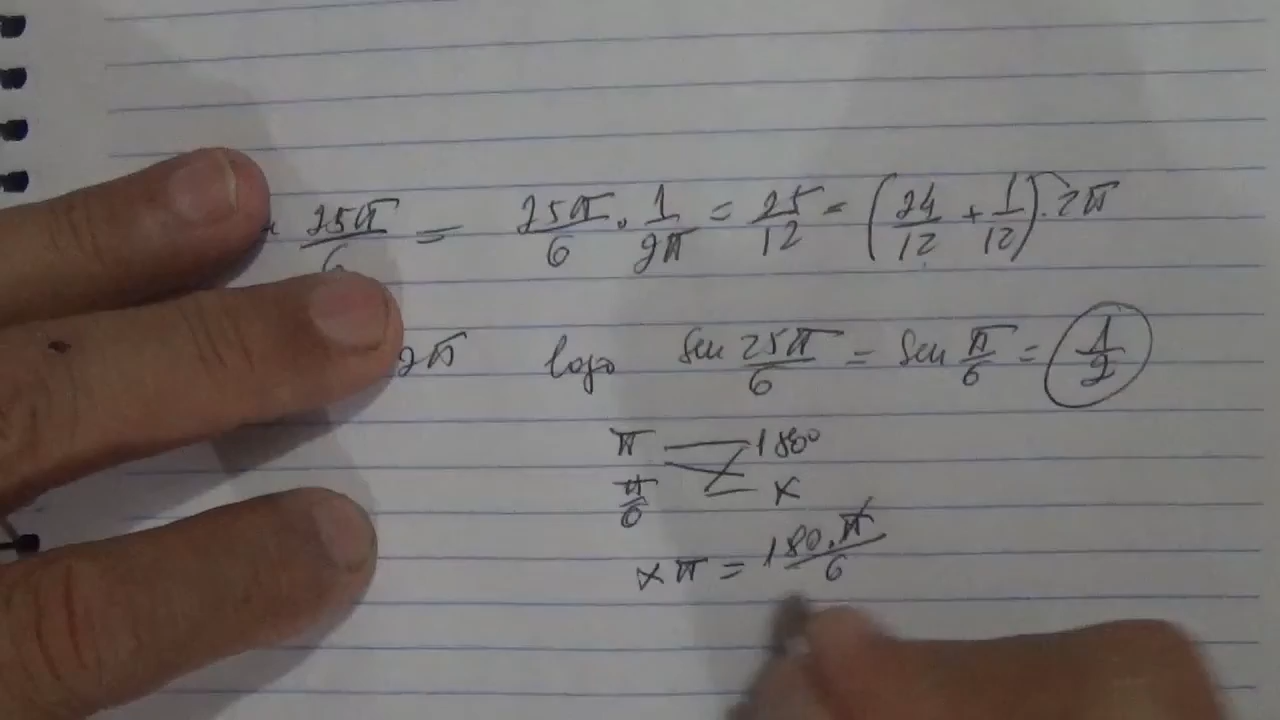 25π/6 = 25π/6 . 1/2π = 25/12 = (24/12 + 1/12).2π
2π logo Sen 25π/6 = Sen π/6 = 1/2
π 180°
π/6 x
xπ = 180.π/6